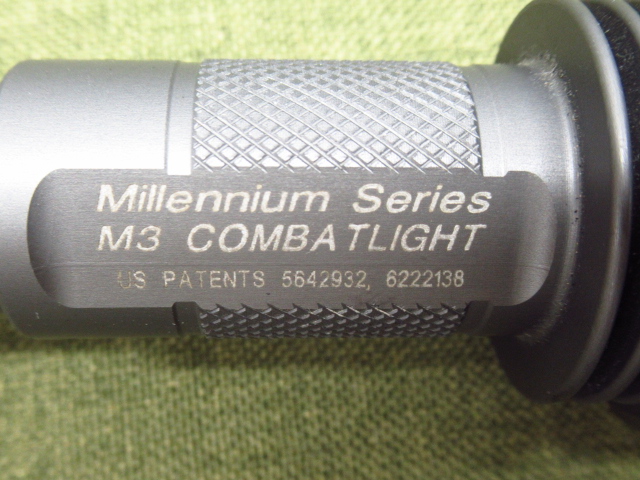 Millennium Series
M3 COMBATLIGHT
US PATENTS 5642932, 6222138